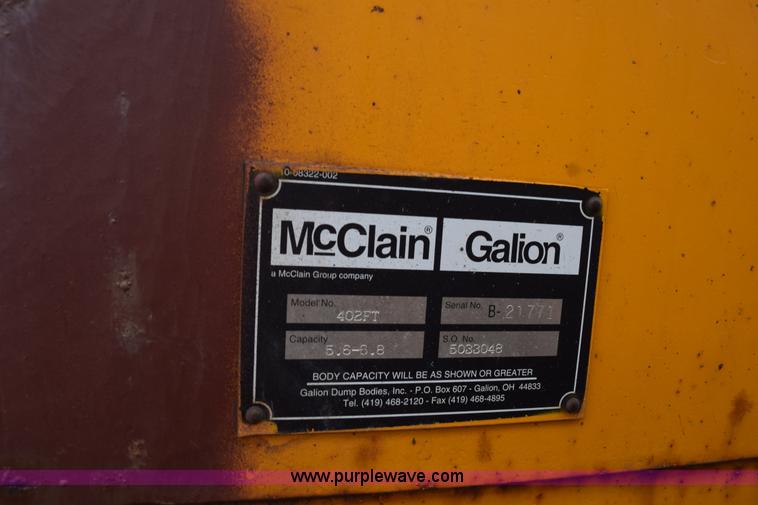 10-68322-002
McClain® Galion®
a McClain Group company
Model No. 402FT Serial No. B-21771
Capacity 5.6-6.8 S.O. No. 5033048
BODY CAPACITY WILL BE AS SHOWN OR GREATER
Galion Dump Bodies, Inc. - P.O. Box 607 - Galion, OH 44833
Tel. (419) 468-2120 - Fax (419) 468-4895
www.purplewave.com